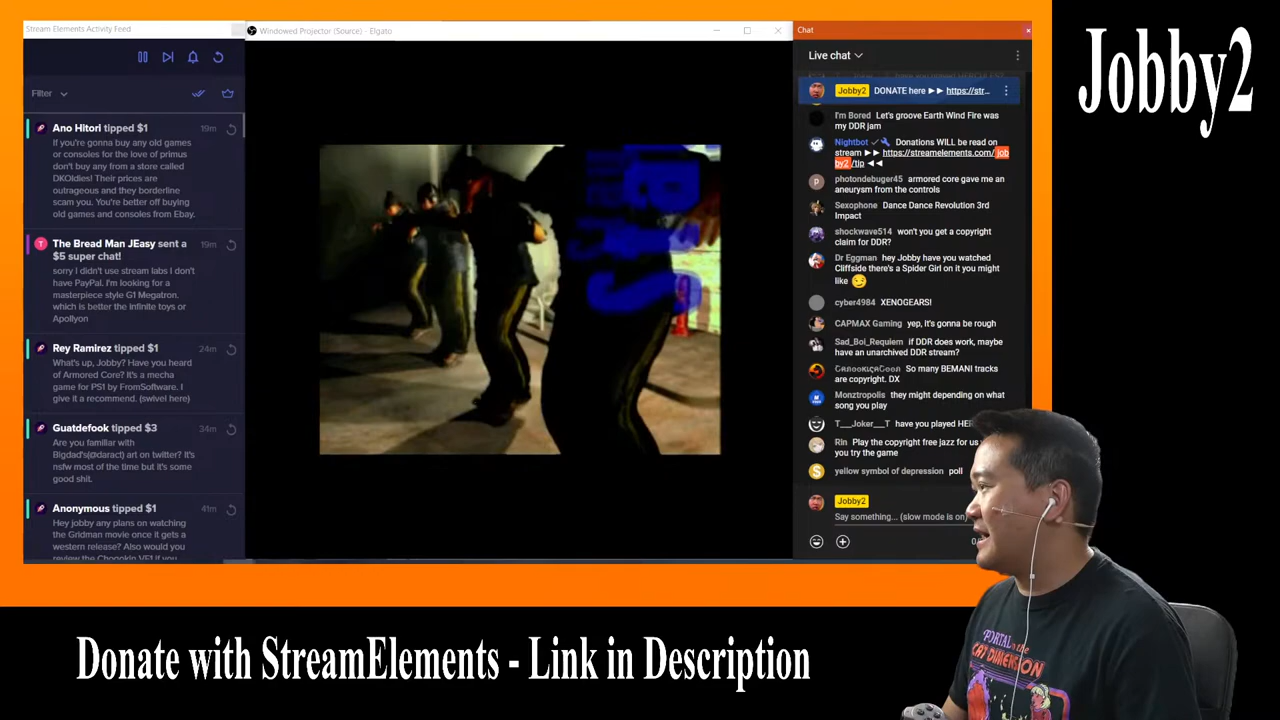 Stream Elements Activity Feed
Filter
Ano Hitori tipped $1
19m
If you're gonna buy any old games
or consoles for the love of primus
don't buy any from a store called
DKOldies! Their prices are
outrageous and they borderline
scam you. You're better off buying
old games and consoles from Ebay.
The Bread Man JEasy sent a
$5 super chat!
19m
sorry I didn't use stream labs I don't
have PayPal. I'm looking for a
masterpiece style G1 Megatron.
which is better the Infinite toys or
Apollyon
Rey Ramirez tipped $1
24m
What's up, Jobby? Have you heard
of Armored Core? It's a mecha
game for PS1 by FromSoftware. I
give it a recommend. (swivel here)
Guatdefook tipped $3
34m
Are you familiar with
Bigdad's(@daract) art on twitter? It's
nsfw most of the time but it's some
good shit.
Anonymous tipped $1
41m
Hey jobby any plans on watching
the Gridman movie once it gets a
western release? Also would you
review the Chogokin VF1 if you
Windowed Projector (Source) - Elgato
Chat
Live chat
Jobby2 DONATE here ►► https://str...
I'm Bored Let's groove Earth Wind Fire was
my DDR jam
Nightbot Donations WILL be read on
stream ►► https://streamelements.com/job
by2/tip ◄◄
photondebuger45 armored core gave me an
aneurysm from the controls
Sexophone Dance Dance Revolution 3rd
Impact
shockwave514 won't you get a copyright
claim for DDR?
Dr Eggman hey Jobby have you watched
Cliffside there's a Spider Girl on it you might
like 😏
cyber4984 XENOGEARS!
CAPMAX Gaming yep, it's gonna be rough
Sad_Boi_Requiem if DDR does work, maybe
have an unarchived DDR stream?
So many BEMANI tracks
are copyright. DX
Monztropolis they might depending on what
song you play
T___Joker___T have you played HER
Rin Play the copyright free jazz for us
you try the game
yellow symbol of depression poll
Jobby2
Say something... (slow mode is on)
Jobby2
PORTAL to the
CAT DIMENSION
Donate with StreamElements - Link in Description